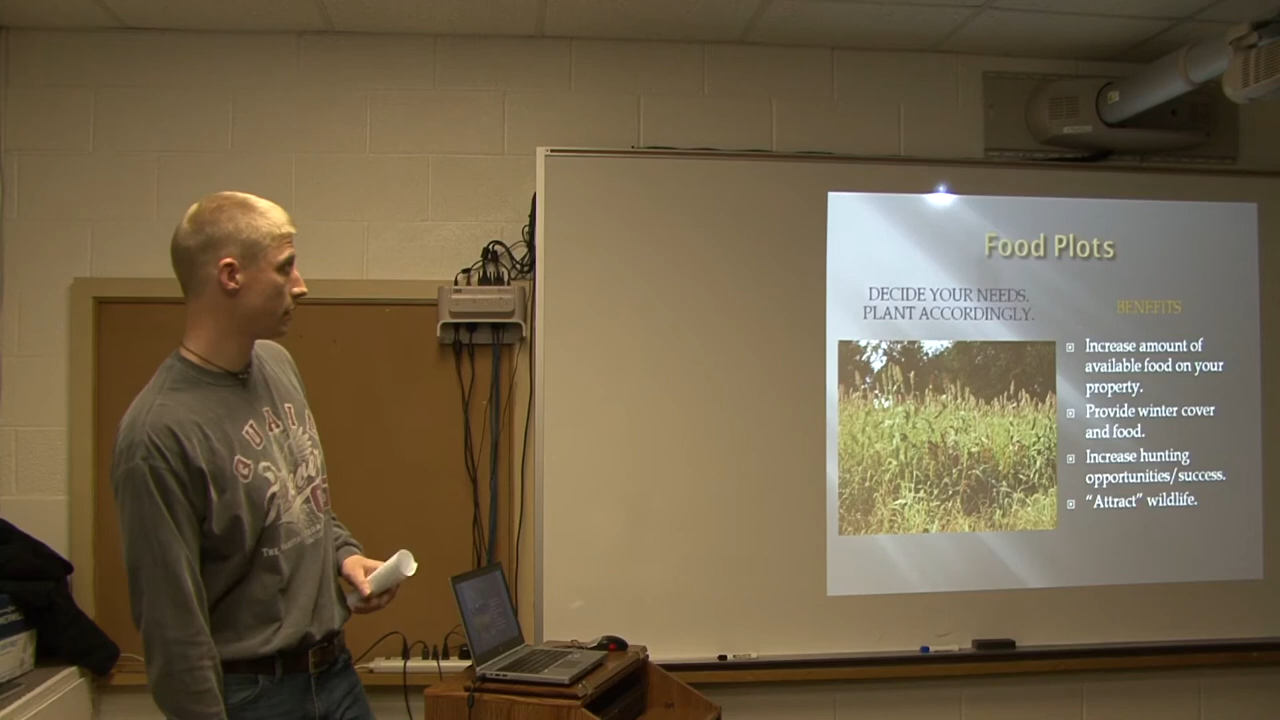 Food Plots
DECIDE YOUR NEEDS.
PLANT ACCORDINGLY.
BENEFITS
Increase amount of
available food on your
property.
Provide winter cover
and food.
Increase hunting
opportunities/success.
"Attract" wildlife.